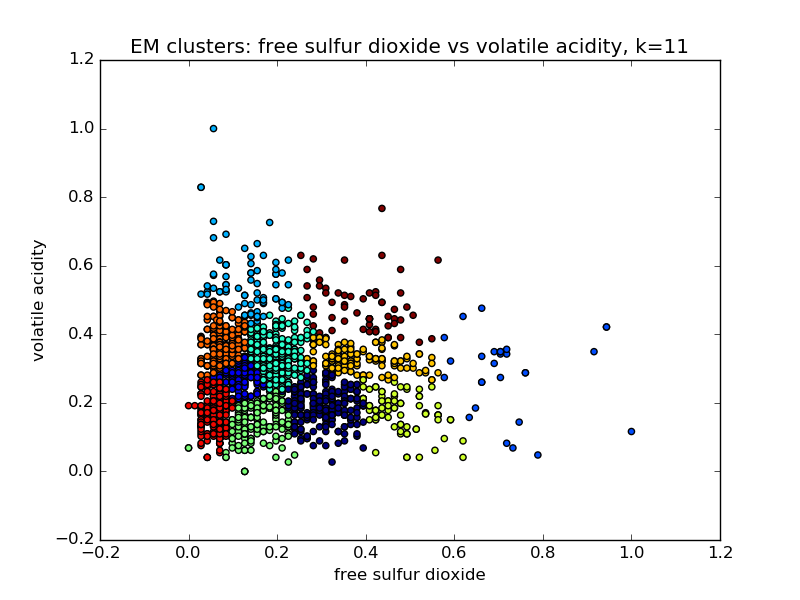 EM clusters: free sulfur dioxide vs volatile acidity, k=11
1.2
1.0
0.8
0.6
0.4
0.2
0.0
−0.2
volatile acidity
−0.2 0.0 0.2 0.4 0.6 0.8 1.0 1.2
free sulfur dioxide